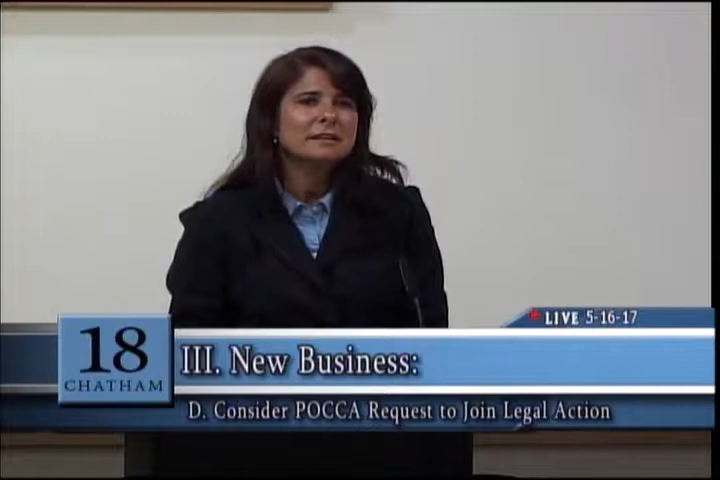 LIVE 5-16-17
18
CHATHAM
III. New Business:
D. Consider POCCA Request to Join Legal Action